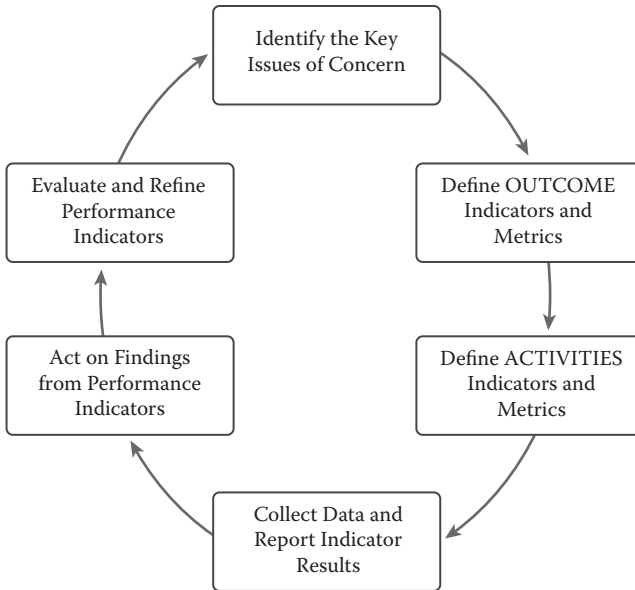 Identify the Key
Issues of Concern
Define OUTCOME
Indicators and
Metrics
Define ACTIVITIES
Indicators and
Metrics
Collect Data and
Report Indicator
Results
Act on Findings
from Performance
Indicators
Evaluate and Refine
Performance
Indicators